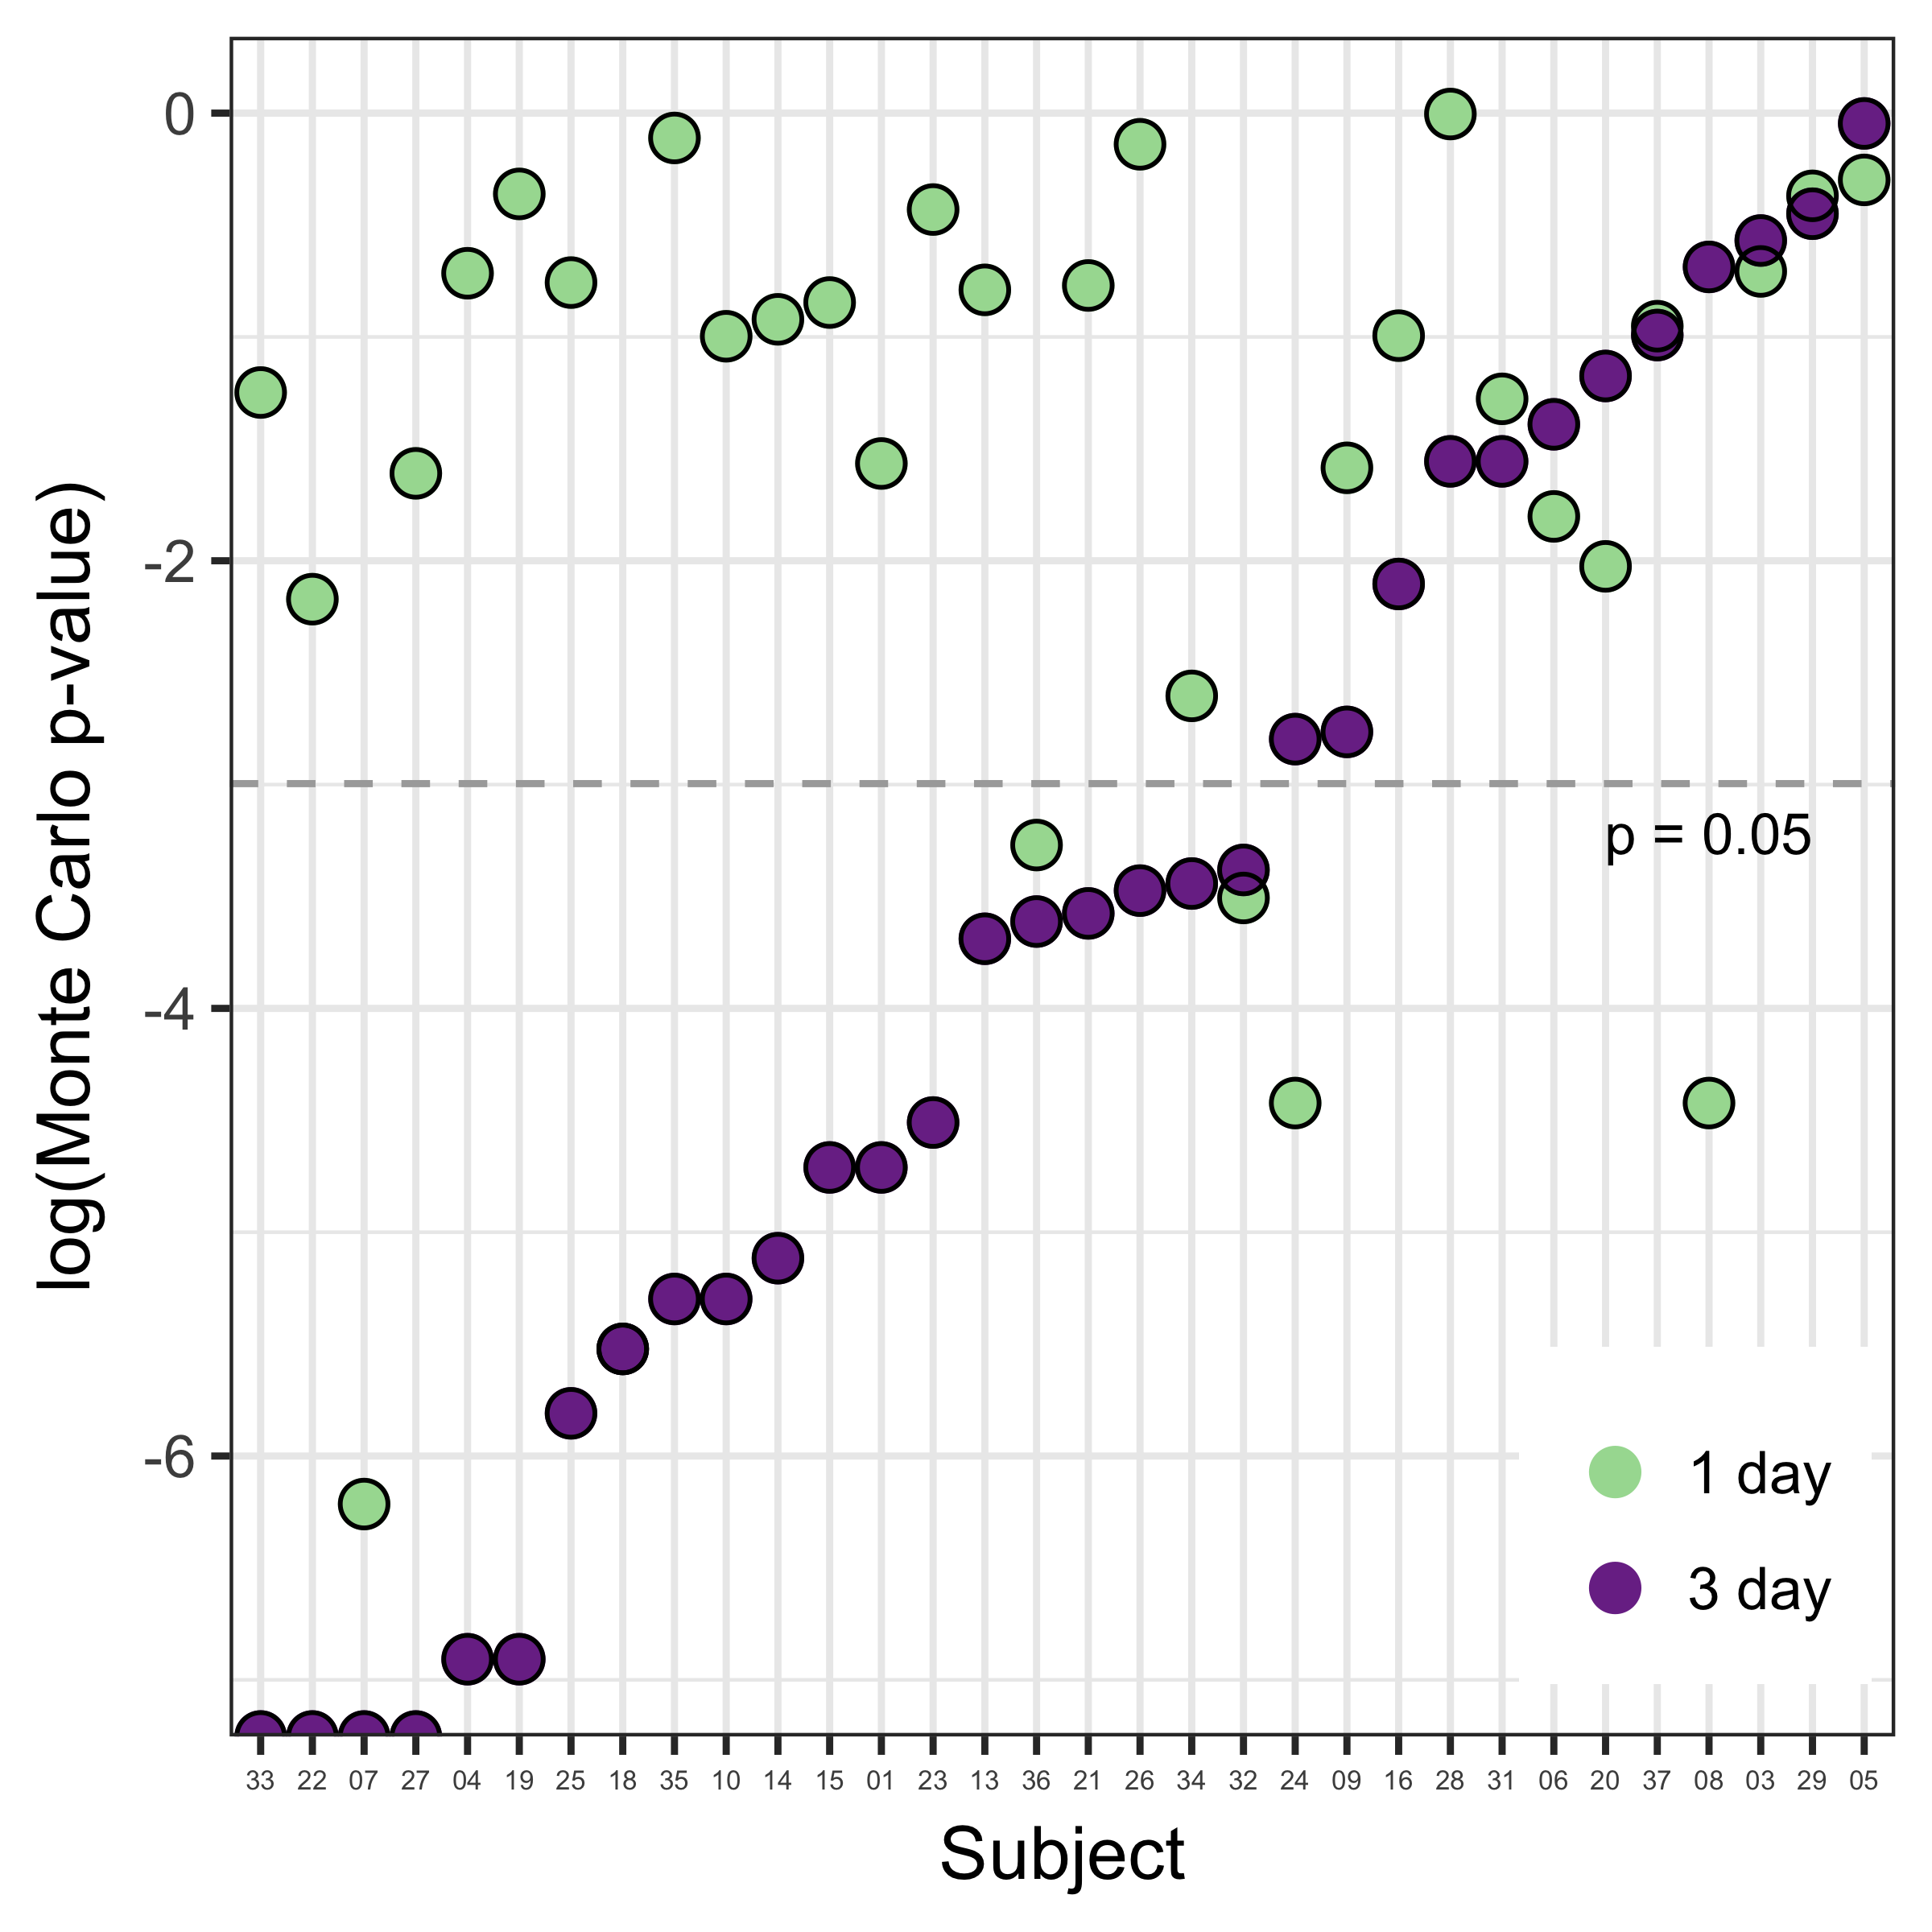 log(Monte Carlo p-value)
0
-2
-4
-6
p = 0.05
1 day
3 day
33 22 07 27 04 19 25 18 35 10 14 15 01 23 13 36 21 26 34 32 24 09 16 28 31 06 20 37 08 03 29 05
Subject